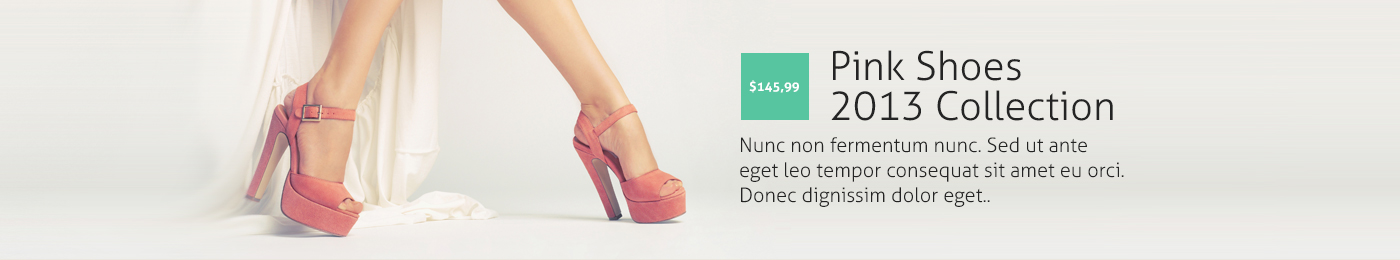 $145,99
Pink Shoes
2013 Collection
Nunc non fermentum nunc. Sed ut ante
eget leo tempor consequat sit amet eu orci.
Donec dignissim dolor eget..